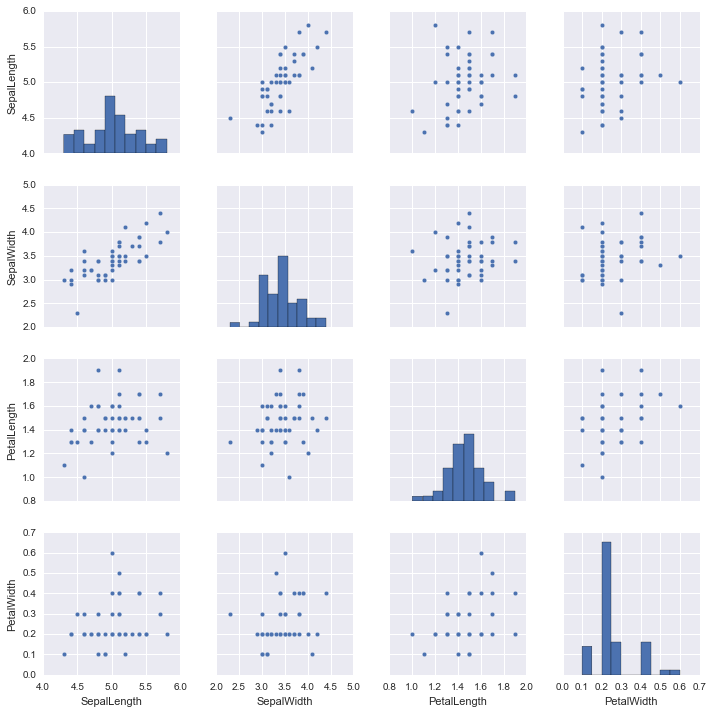 6.0
5.5
5.0
4.5
4.0
SepalLength
5.0
4.5
4.0
3.5
3.0
2.5
2.0
SepalWidth
2.0
1.8
1.6
1.4
1.2
1.0
0.8
PetalLength
0.7
0.6
0.5
0.4
0.3
0.2
0.1
0.0
PetalWidth
4.0 4.5 5.0 5.5 6.0
SepalLength
2.0 2.5 3.0 3.5 4.0 4.5 5.0
SepalWidth
0.8 1.0 1.2 1.4 1.6 1.8 2.0
PetalLength
0.0 0.1 0.2 0.3 0.4 0.5 0.6 0.7
PetalWidth